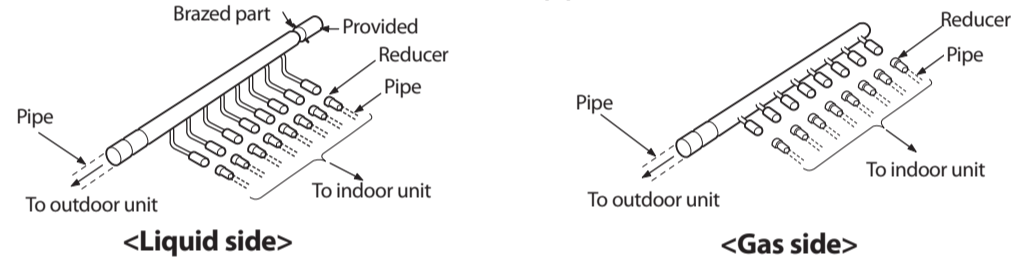 Brazed part
Provided
Reducer
Pipe
Pipe
To indoor unit
To outdoor unit
<Liquid side>
Reducer
Pipe
Pipe
To indoor unit
To outdoor unit
<Gas side>